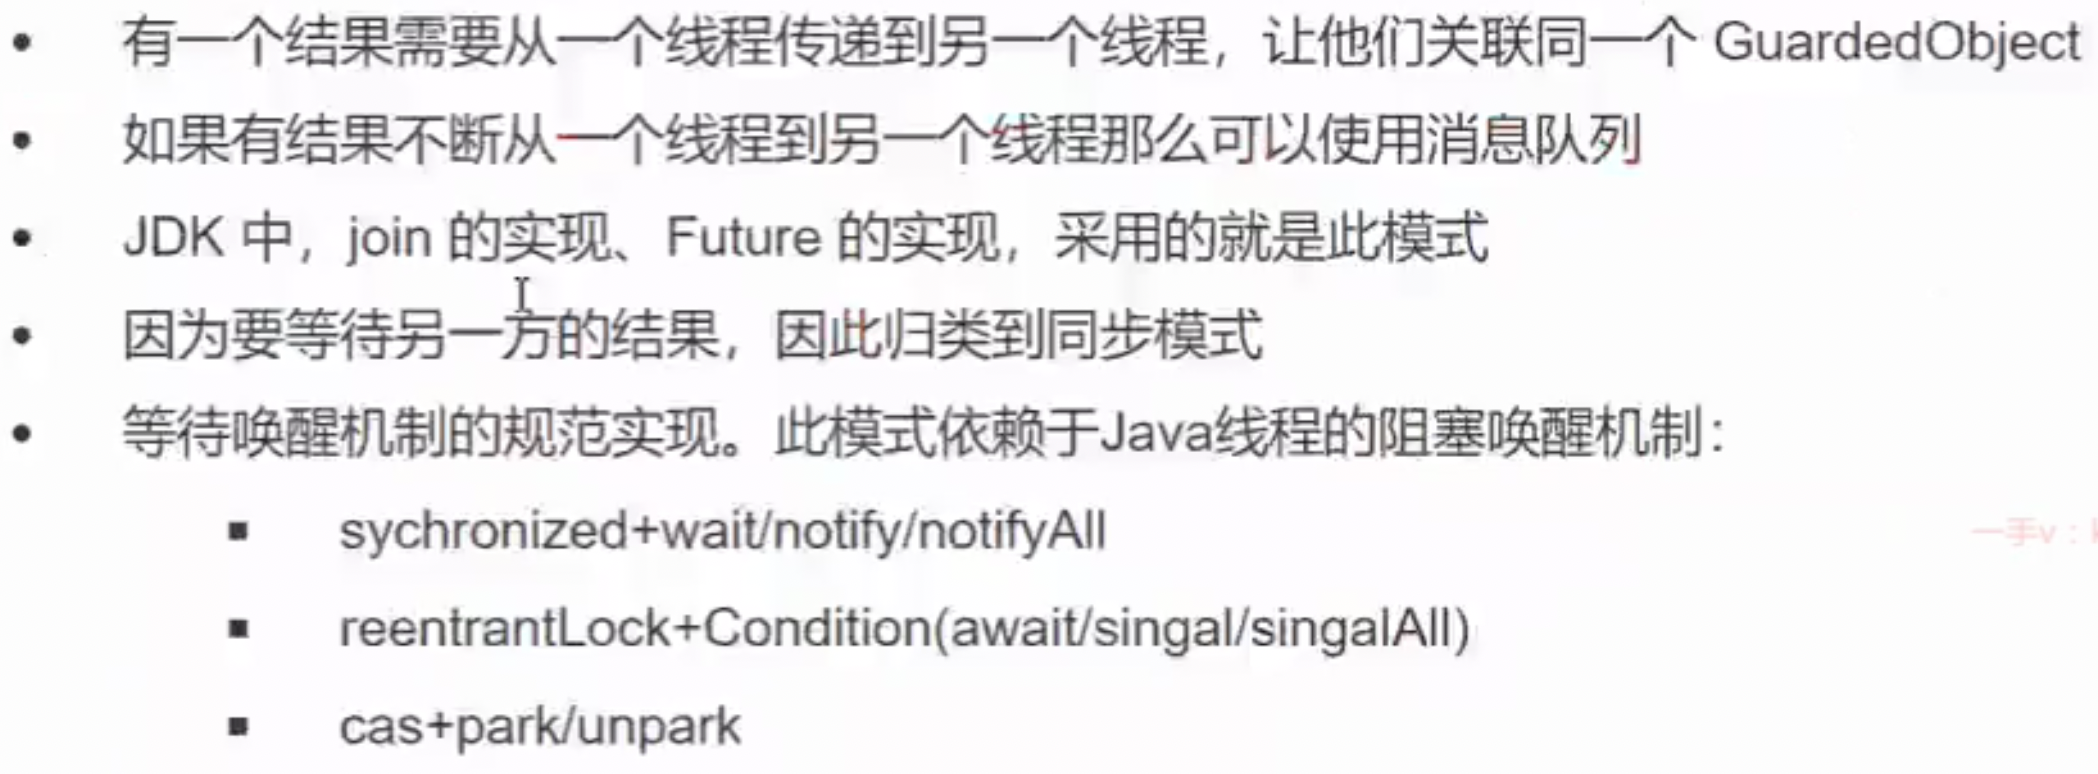 • 有一个结果需要从一个线程传递到另一个线程，让他们关联同一个 GuardedObject
• 如果有结果不断从一个线程到另一个线程那么可以使用消息队列
• JDK 中，join 的实现、Future 的实现，采用的就是此模式
• 因为要等待另一方的结果，因此归类到同步模式
• 等待唤醒机制的规范实现。此模式依赖于Java线程的阻塞唤醒机制：
▪ sychronized+wait/notify/notifyAll
一手v：
▪ reentrantLock+Condition(await/singal/singalAll)
▪ cas+park/unpark